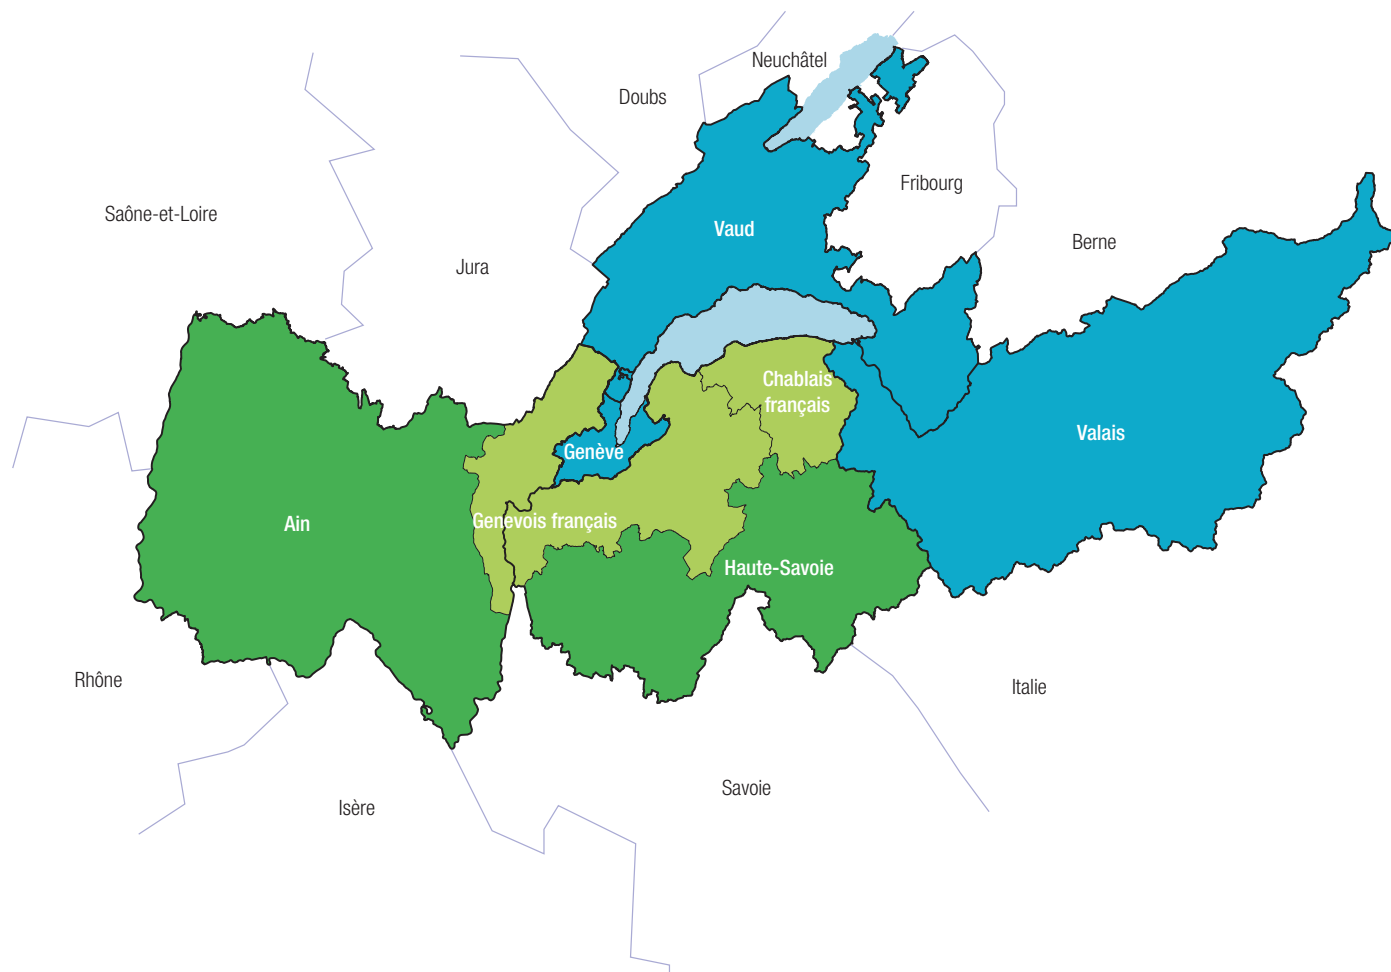 Neuchâtel
Doubs
Fribourg
Saône-et-Loire
Vaud
Berne
Jura
Chablais
français
Valais
Genève
Ain
Genevois français
Haute-Savoie
Rhône
Italie
Savoie
Isère